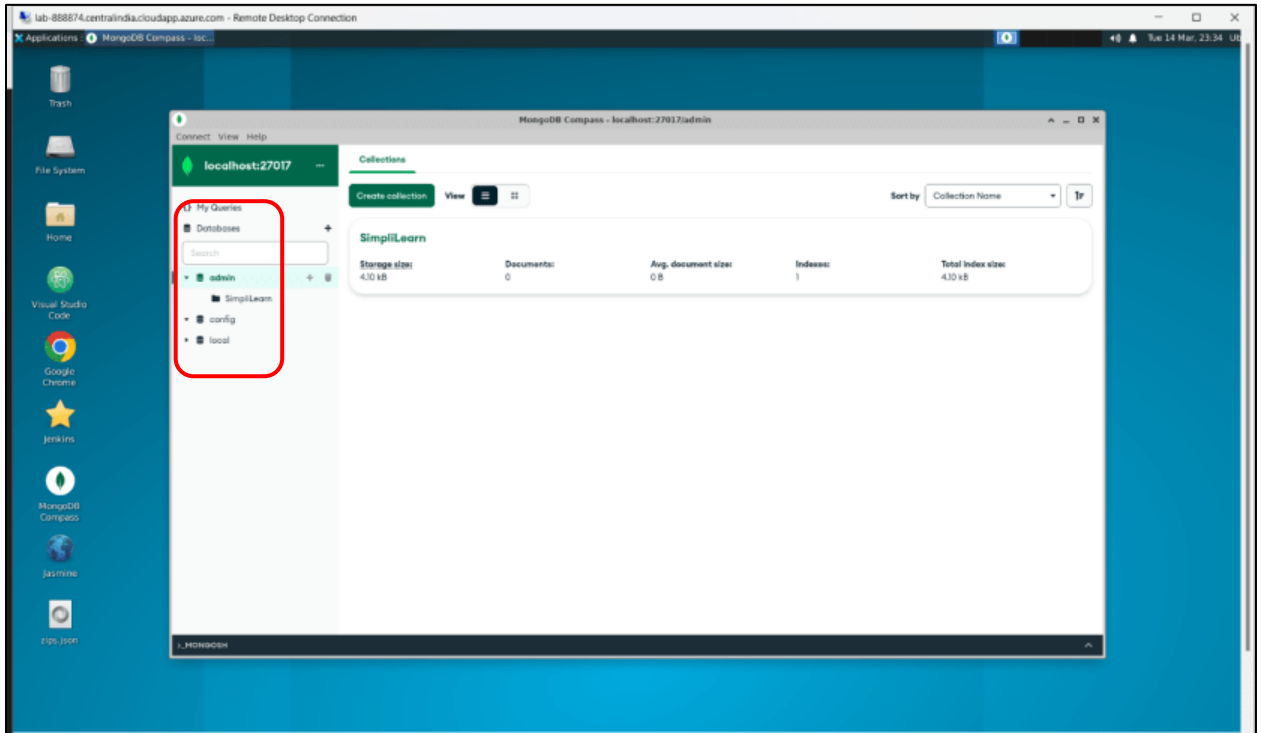 lab-888874.centralindia.cloudapp.azure.com - Remote Desktop Connection
Applications : MongoDB Compass - loc...
Tue 14 Mar, 23:34 Ub
Trash
File System
Home
Visual Studio
Code
Google
Chrome
Jenkins
MongoDB
Compass
Jasmine
zips.json
MongoDB Compass - localhost:27017/admin
Connect View Help
localhost:27017 ...
My Queries
Databases +
Search
admin +
SimpliLearn
config
local
Collections
Create collection View
Sort by Collection Name
SimpliLearn
Storage size: Documents: Avg. document size: Indexes: Total index size:
4.10 kB 0 0 B 1 4.10 kB
>_MONGOSH